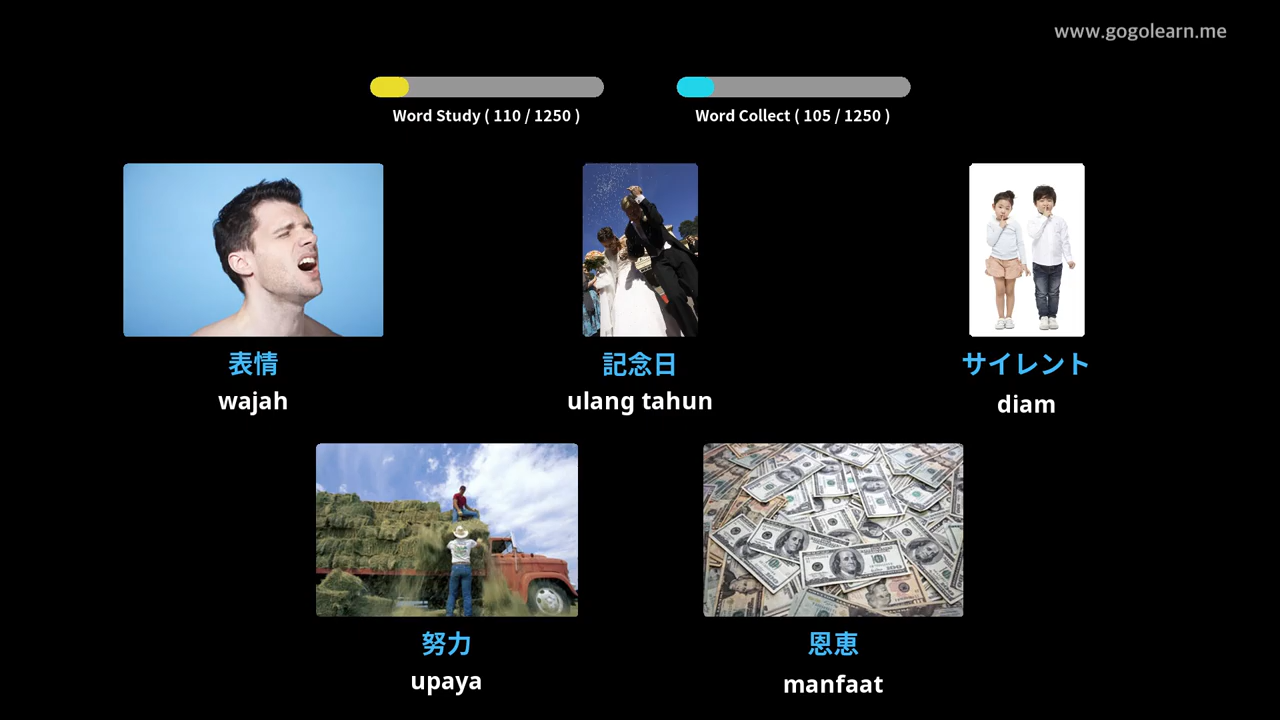 www.gogolearn.me
Word Study ( 110 / 1250 )
Word Collect ( 105 / 1250 )
表情
wajah
記念日
ulang tahun
サイレント
diam
努力
upaya
恩恵
manfaat